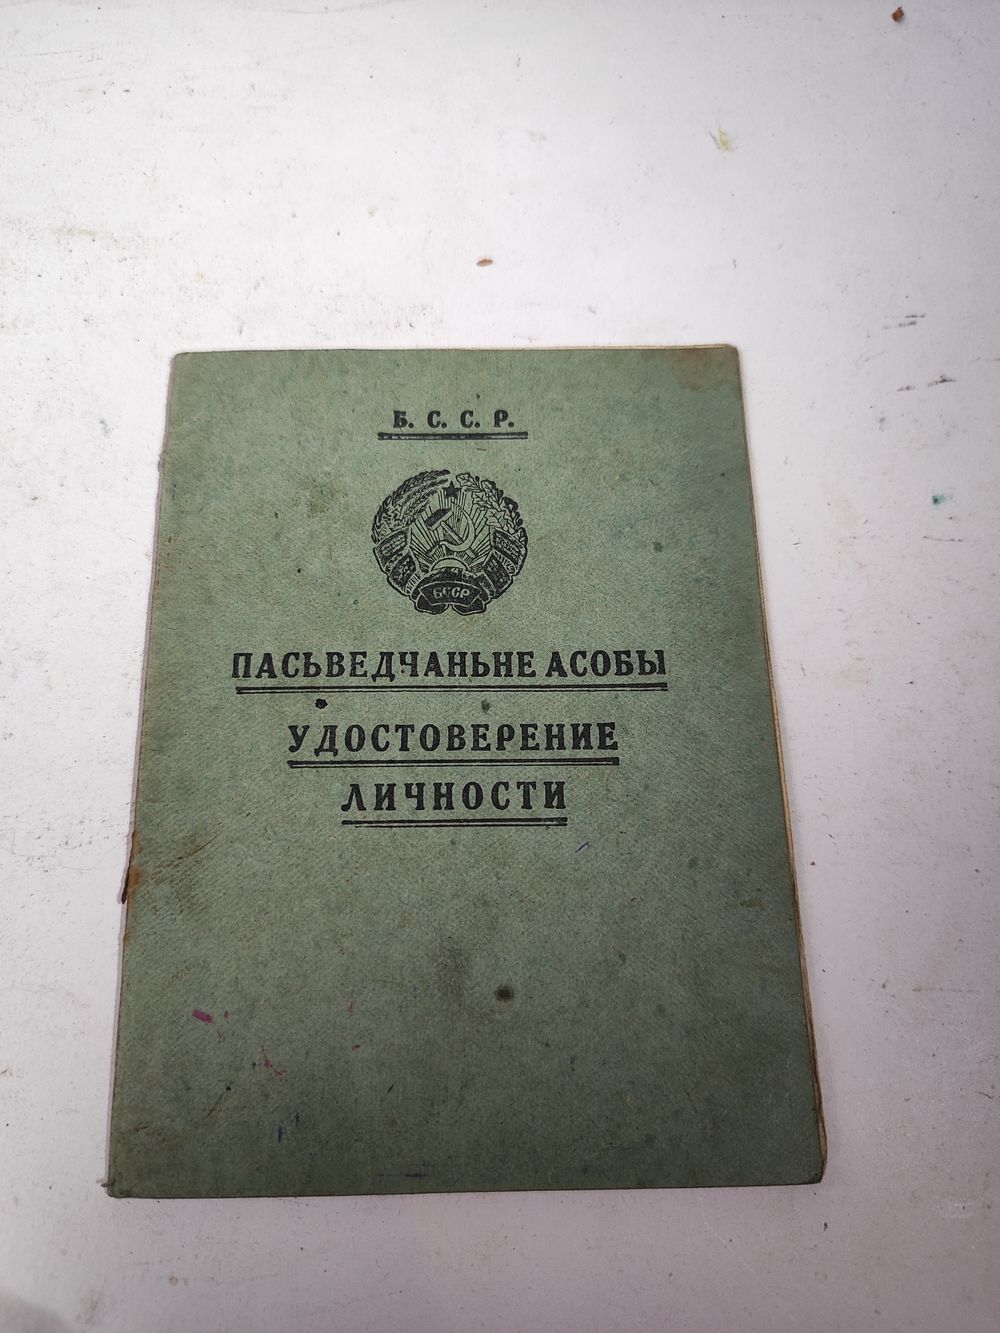 Б. С. С. Р.
БССР
ПАСЬВЕДЧАНЬНЕ АСОБЫ
УДОСТОВЕРЕНИЕ
ЛИЧНОСТИ